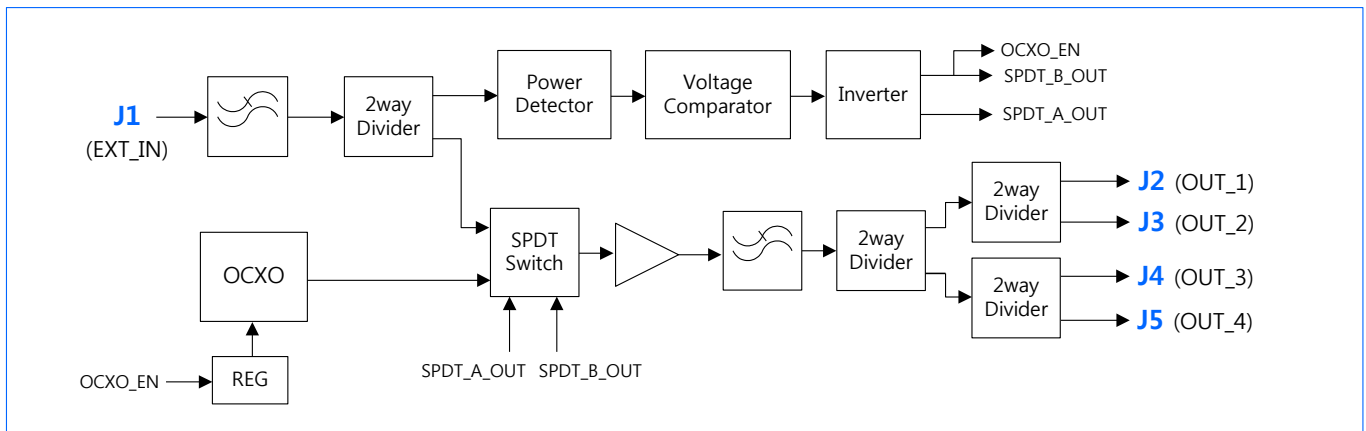 J1
(EXT_IN)
2way
Divider
Power
Detector
Voltage
Comparator
Inverter
OCXO_EN
SPDT_B_OUT
SPDT_A_OUT
OCXO
OCXO_EN
REG
SPDT
Switch
SPDT_A_OUT SPDT_B_OUT
2way
Divider
2way
Divider
J2 (OUT_1)
J3 (OUT_2)
2way
Divider
J4 (OUT_3)
J5 (OUT_4)